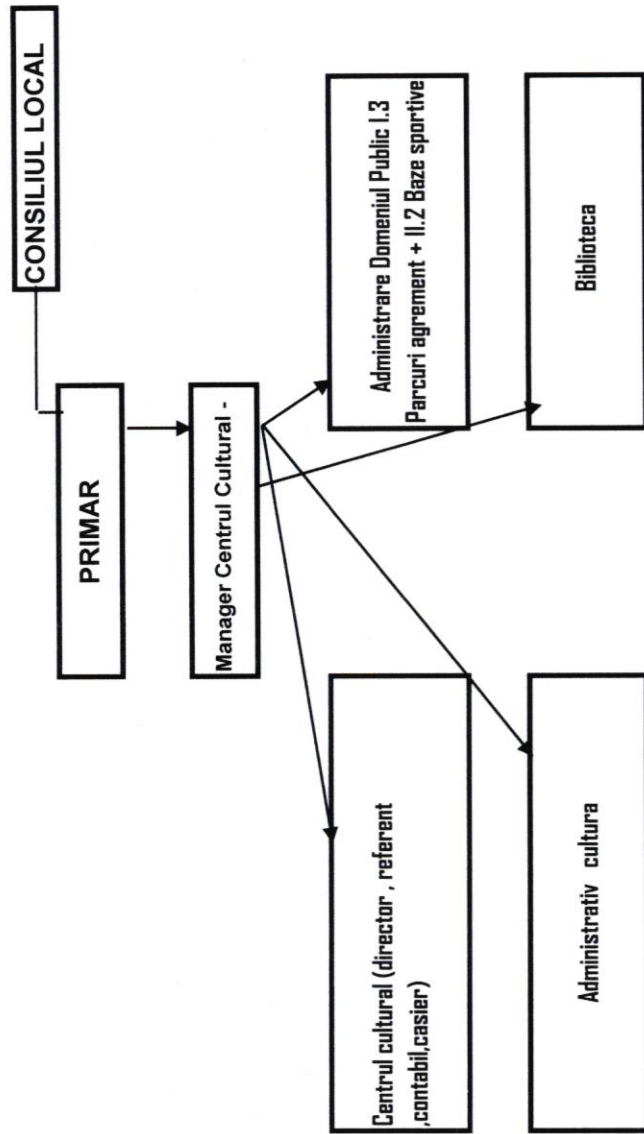 CONSILIUL LOCAL
PRIMAR
Manager Centrul Cultural -
Centrul cultural (director , referent
,contabil,casier)
Administrare Domeniul Public I.3
Parcuri agrement + II.2 Baze sportive
Administrativ cultura
Biblioteca